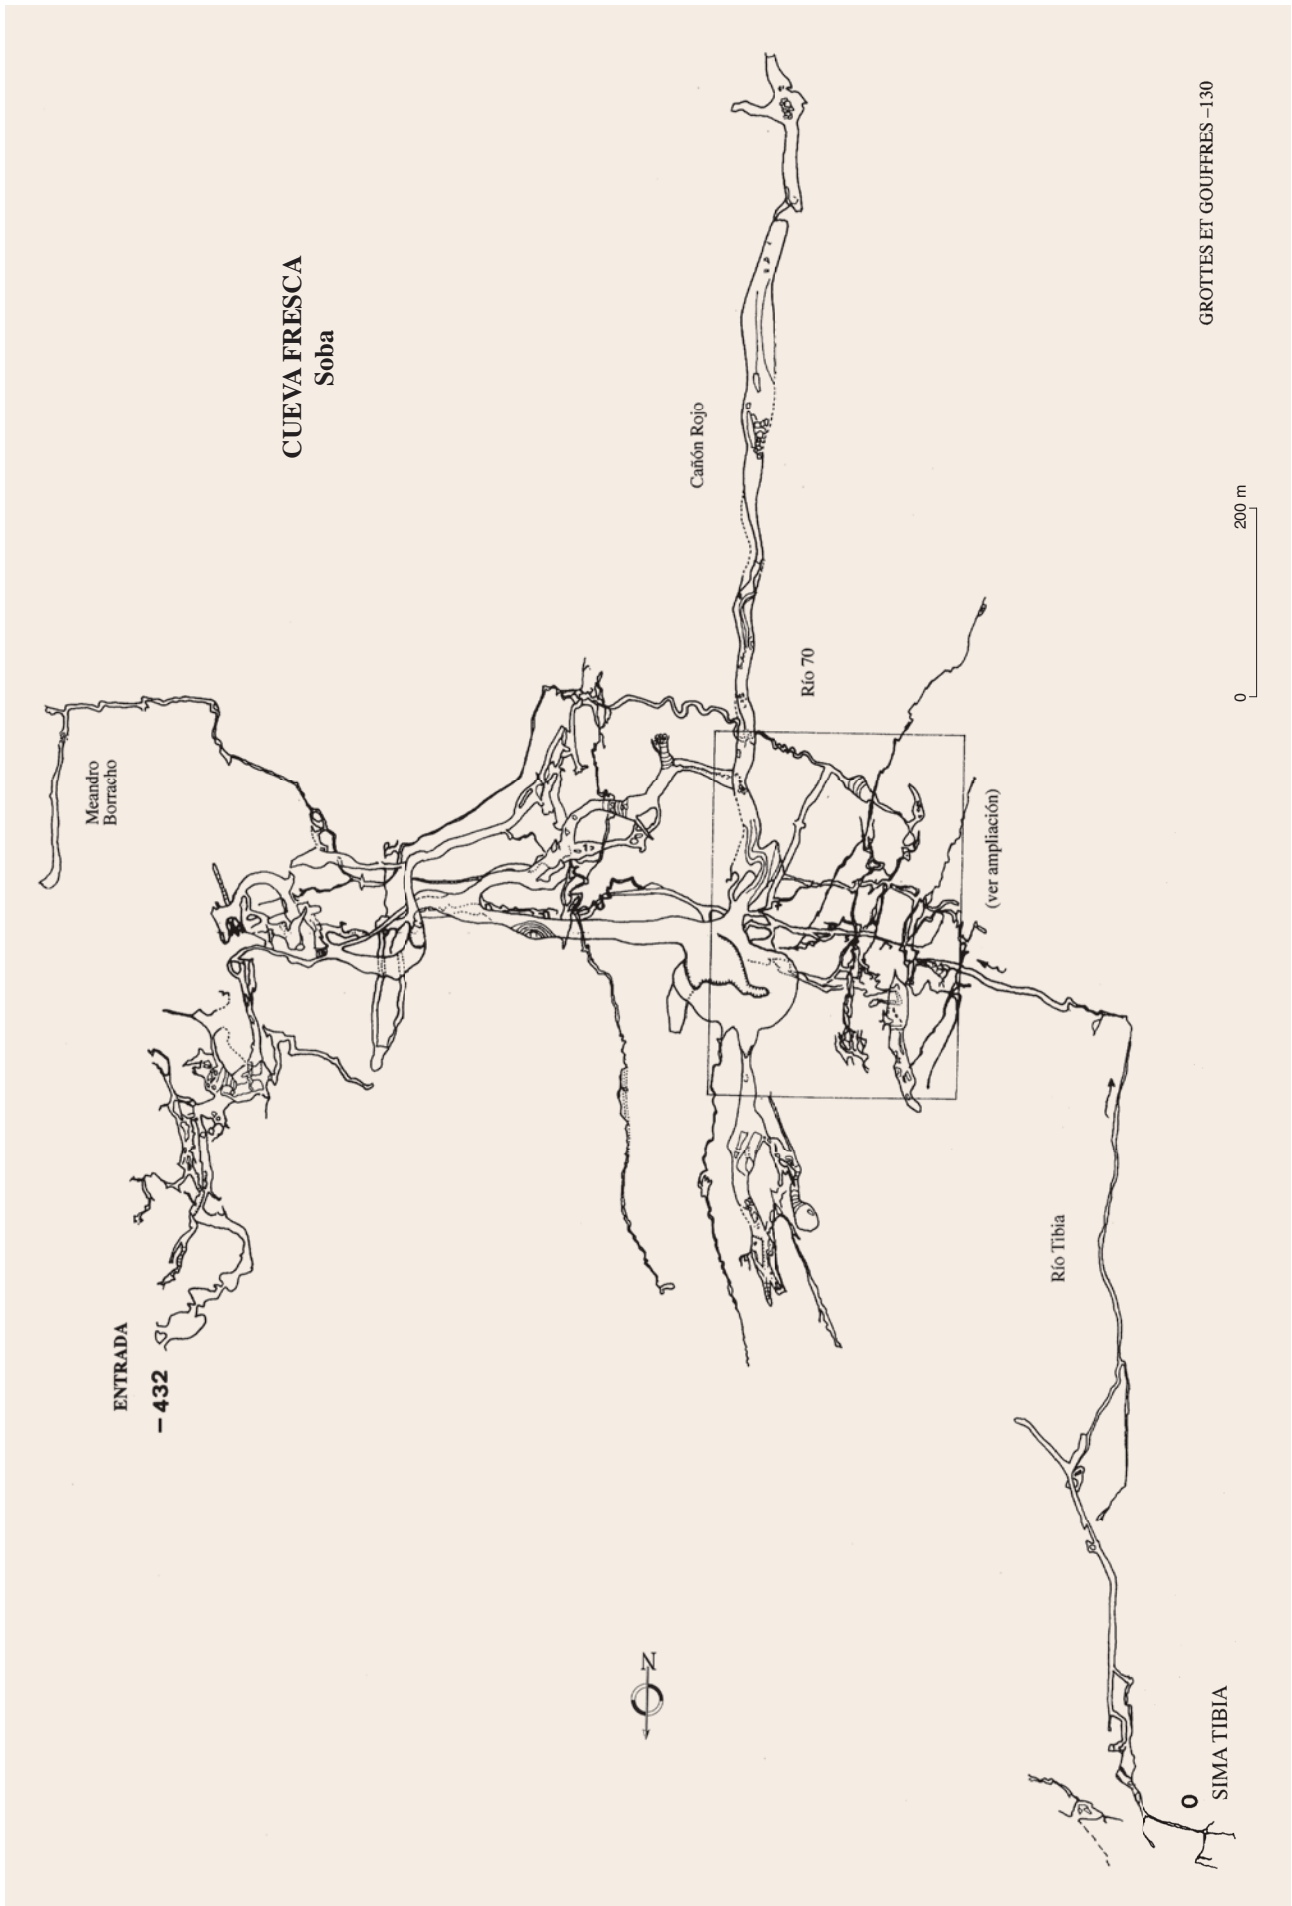 CUEVA FRESCA
Soba
GROTTES ET GOUFFRES –130
Cañón Rojo
200 m
0
Río 70
Meandro
Borracho
(ver ampliación)
Río Tibia
ENTRADA
–432
N
SIMA TIBIA
0